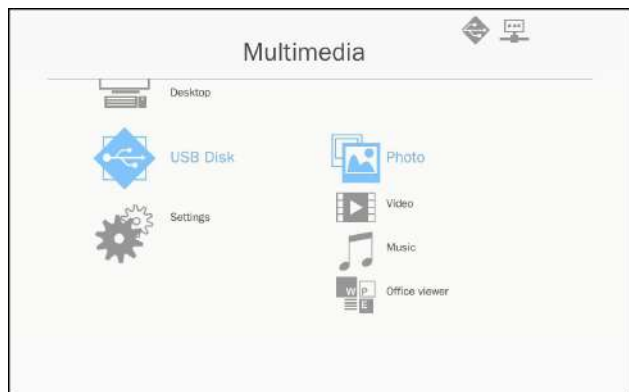 Multimedia
Desktop
USB Disk
Photo
Settings
Video
Music
W P
E
Office viewer